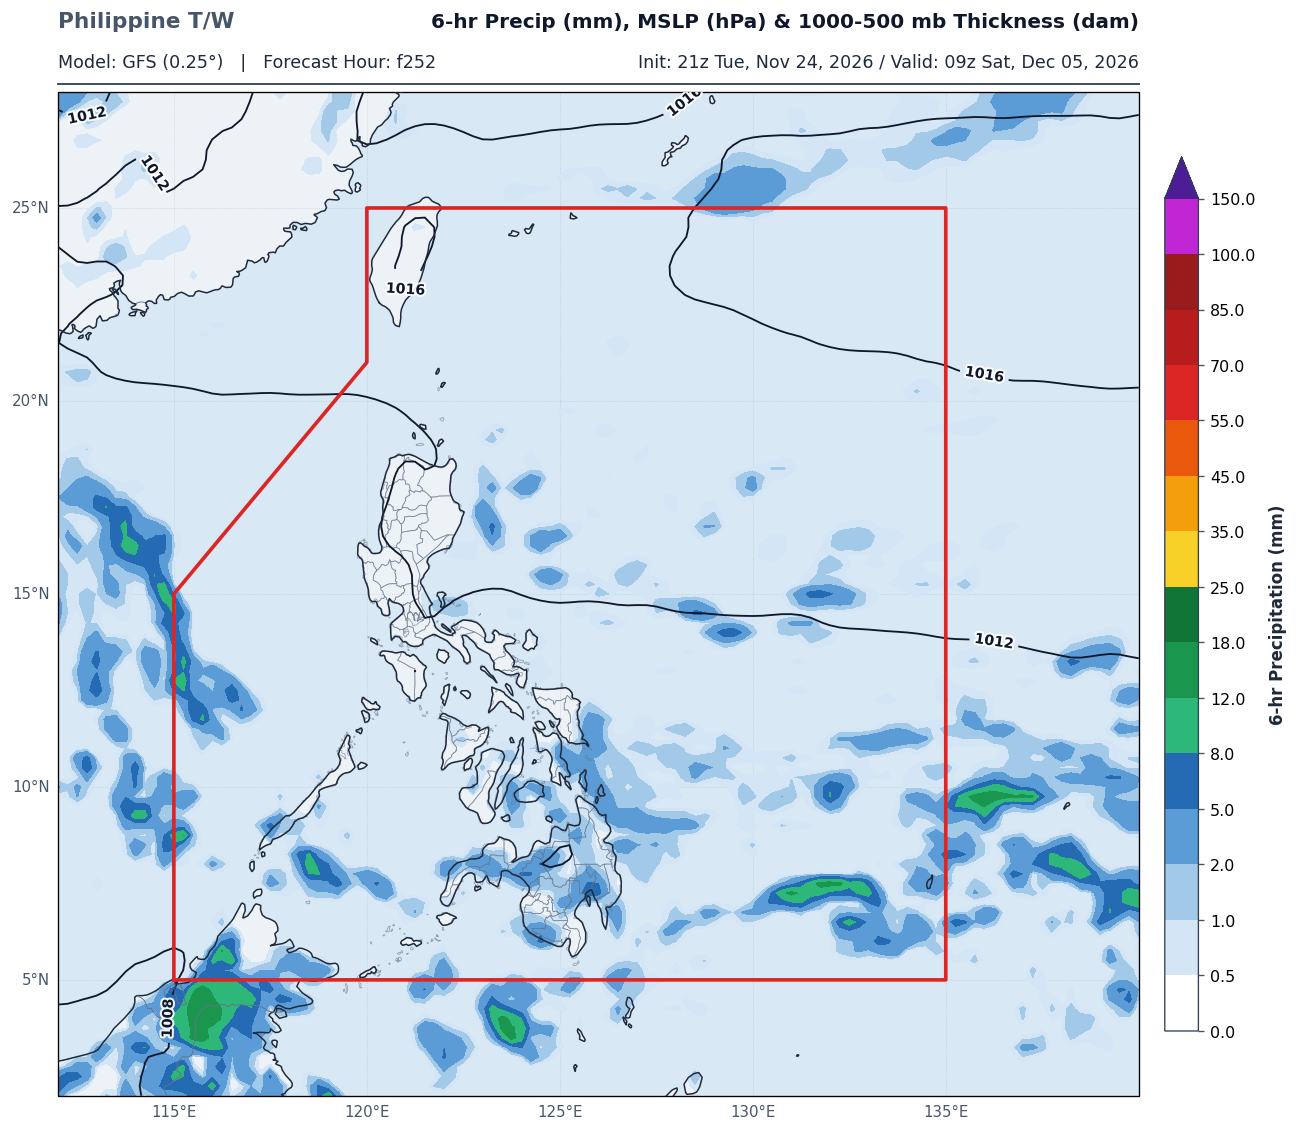 Philippine T/W
6-hr Precip (mm), MSLP (hPa) & 1000-500 mb Thickness (dam)
Model: GFS (0.25°) | Forecast Hour: f252
Init: 21z Tue, Nov 24, 2026 / Valid: 09z Sat, Dec 05, 2026
1012
1016
1012
25°N
1016
1016
20°N
15°N
1012
10°N
5°N
1008
115°E
120°E
125°E
130°E
135°E
150.0
100.0
85.0
70.0
55.0
45.0
35.0
25.0
18.0
12.0
8.0
5.0
2.0
1.0
0.5
0.0
6-hr Precipitation (mm)